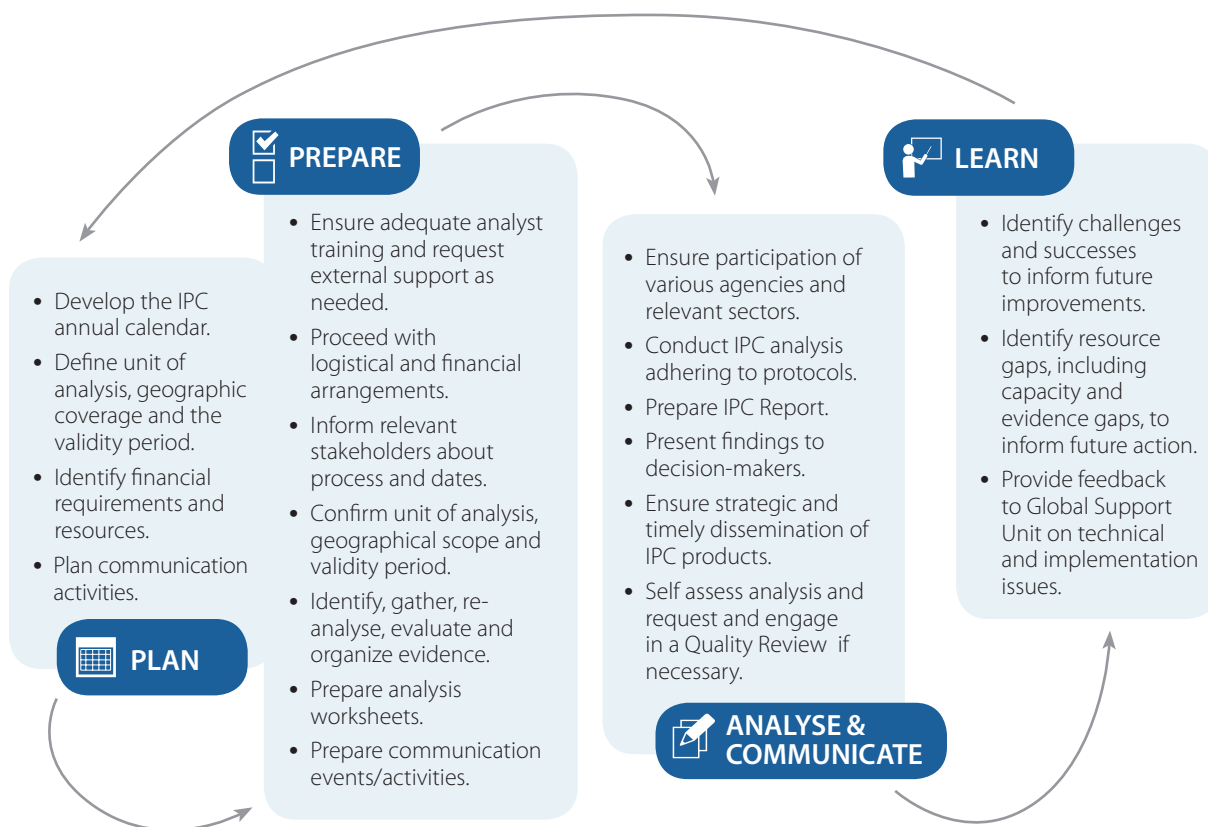 PLAN
• Develop the IPC
annual calendar.
• Define unit of
analysis, geographic
coverage and the
validity period.
• Identify financial
requirements and
resources.
• Plan communication
activities.
PREPARE
• Ensure adequate analyst
training and request
external support as
needed.
• Proceed with
logistical and financial
arrangements.
• Inform relevant
stakeholders about
process and dates.
• Confirm unit of analysis,
geographical scope and
validity period.
• Identify, gather, re-
analyse, evaluate and
organize evidence.
• Prepare analysis
worksheets.
• Prepare communication
events/activities.
ANALYSE &
COMMUNICATE
• Ensure participation of
various agencies and
relevant sectors.
• Conduct IPC analysis
adhering to protocols.
• Prepare IPC Report.
• Present findings to
decision-makers.
• Ensure strategic and
timely dissemination of
IPC products.
• Self assess analysis and
request and engage
in a Quality Review if
necessary.
LEARN
• Identify challenges
and successes
to inform future
improvements.
• Identify resource
gaps, including
capacity and
evidence gaps, to
inform future action.
• Provide feedback
to Global Support
Unit on technical
and implementation
issues.